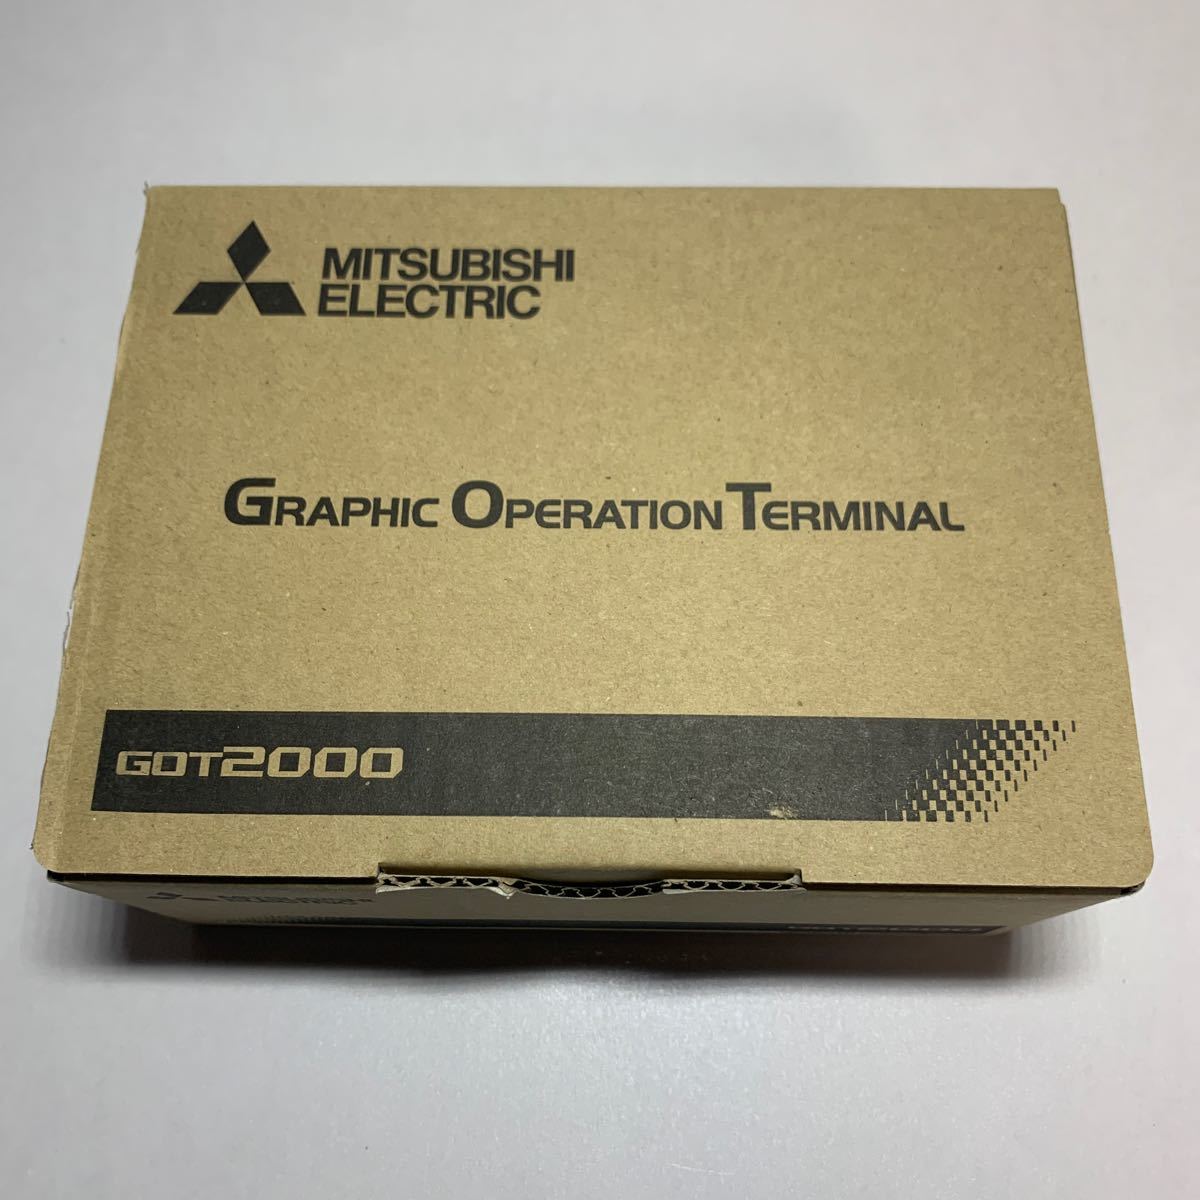 MITSUBISHI
ELECTRIC
GRAPHIC OPERATION TERMINAL
GOT2000